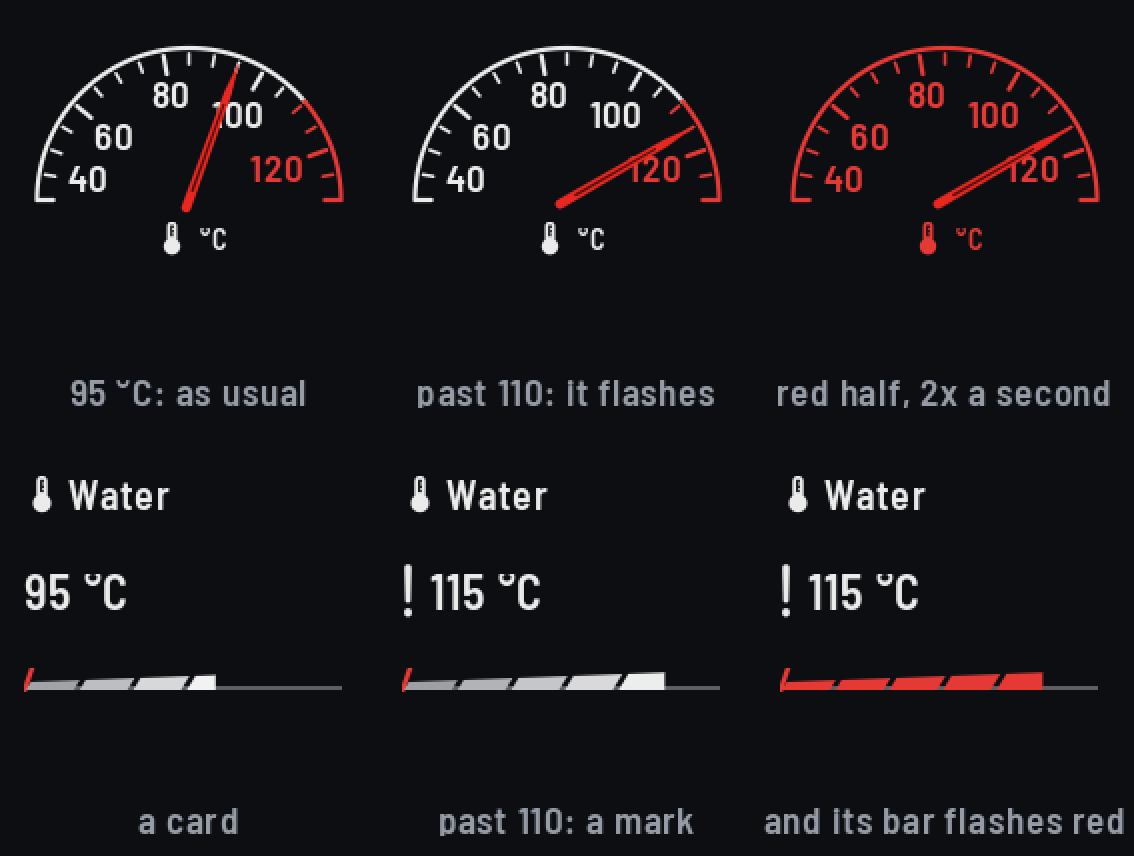 80 80 80
100 100 100
60 60 60
120 120 120
40 40 40
°C °C °C
95 °C: as usual past 110: it flashes red half, 2x a second
Water Water Water
95 °C ! 115 °C ! 115 °C
a card past 110: a mark and its bar flashes red